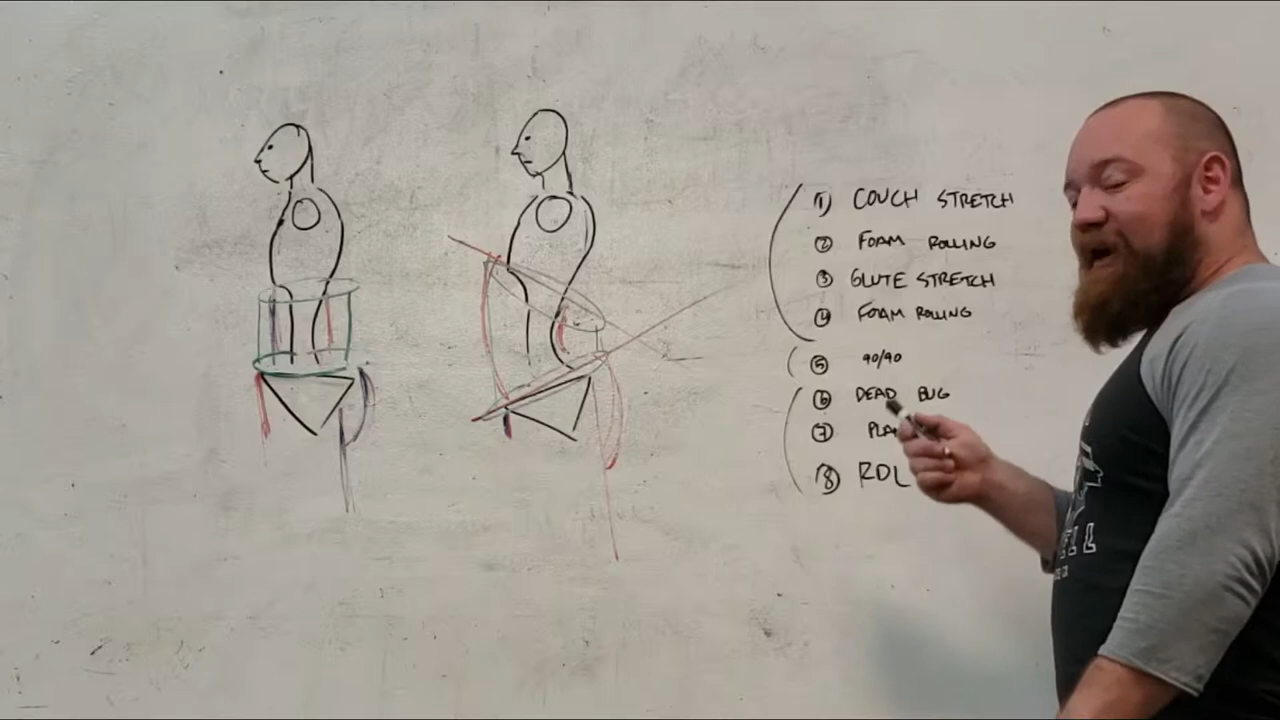 1 COUCH STRETCH
2 FOAM ROLLING
3 GLUTE STRETCH
4 FOAM ROLLING
5 90/90
6 DEAD BUG
7 PLA
8 RDL